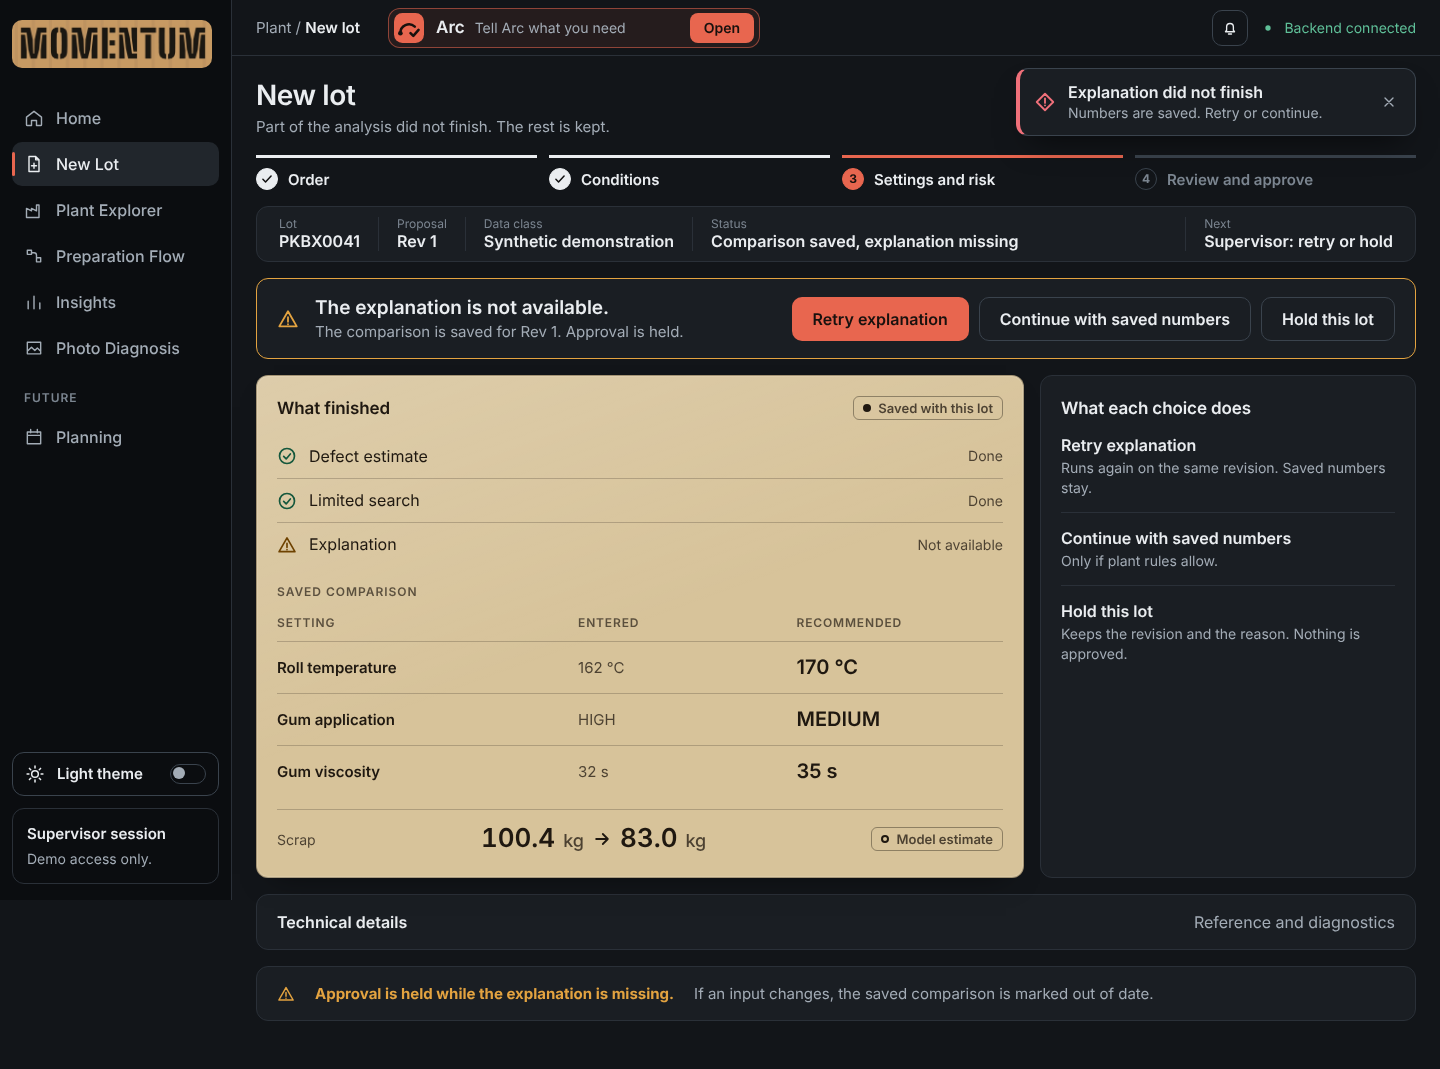 MOMENTUM
Home
New Lot
Plant Explorer
Preparation Flow
Insights
Photo Diagnosis
FUTURE
Planning
Light theme
Supervisor session
Demo access only.
Plant / New lot
Arc Tell Arc what you need Open
Backend connected
New lot
Part of the analysis did not finish. The rest is kept.
Explanation did not finish
Numbers are saved. Retry or continue.
Order
Conditions
3 Settings and risk
4 Review and approve
Lot
PKBX0041
Proposal
Rev 1
Data class
Synthetic demonstration
Status
Comparison saved, explanation missing
Next
Supervisor: retry or hold
The explanation is not available.
The comparison is saved for Rev 1. Approval is held.
Retry explanation
Continue with saved numbers
Hold this lot
What finished
Saved with this lot
Defect estimate Done
Limited search Done
Explanation Not available
SAVED COMPARISON
SETTING ENTERED RECOMMENDED
Roll temperature 162 °C 170 °C
Gum application HIGH MEDIUM
Gum viscosity 32 s 35 s
Scrap 100.4 kg → 83.0 kg Model estimate
What each choice does
Retry explanation
Runs again on the same revision. Saved numbers
stay.
Continue with saved numbers
Only if plant rules allow.
Hold this lot
Keeps the revision and the reason. Nothing is
approved.
Technical details Reference and diagnostics
Approval is held while the explanation is missing. If an input changes, the saved comparison is marked out of date.